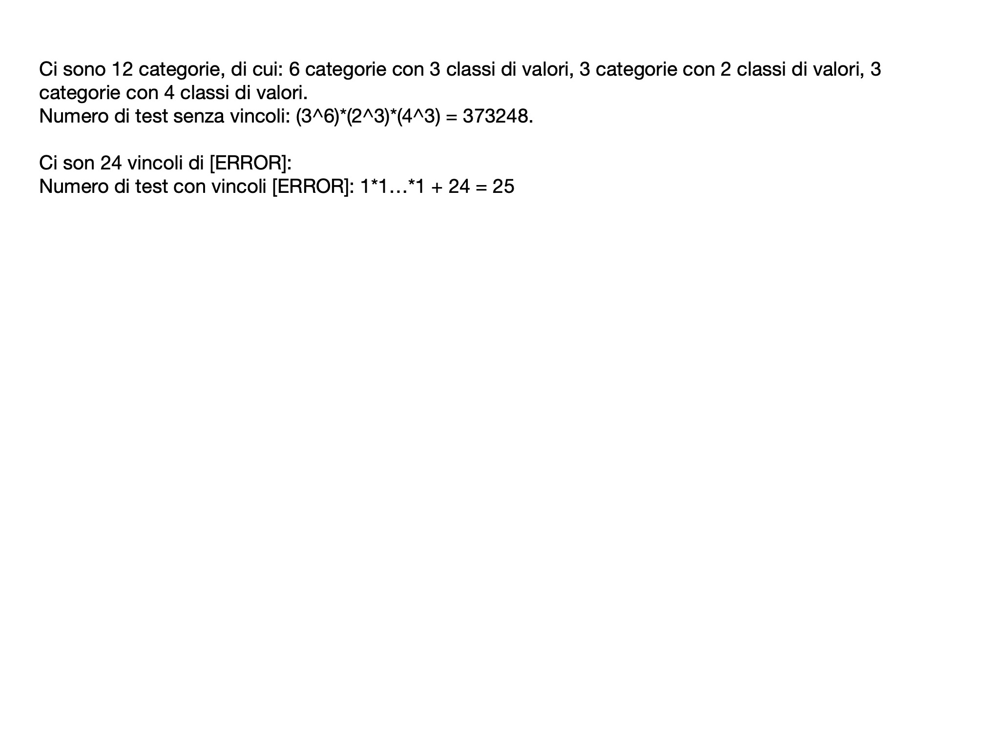 Ci sono 12 categorie, di cui: 6 categorie con 3 classi di valori, 3 categorie con 2 classi di valori, 3
categorie con 4 classi di valori.
Numero di test senza vincoli: (3^6)*(2^3)*(4^3) = 373248.
Ci son 24 vincoli di [ERROR]:
Numero di test con vincoli [ERROR]: 1*1…*1 + 24 = 25